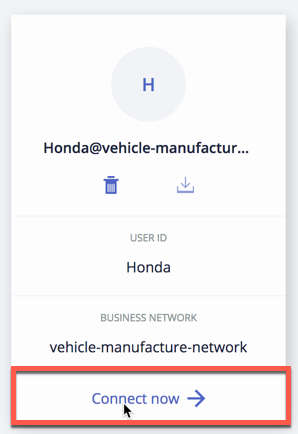 H
Honda@vehicle-manufactur...
USER ID
Honda
BUSINESS NETWORK
vehicle-manufacture-network
Connect now